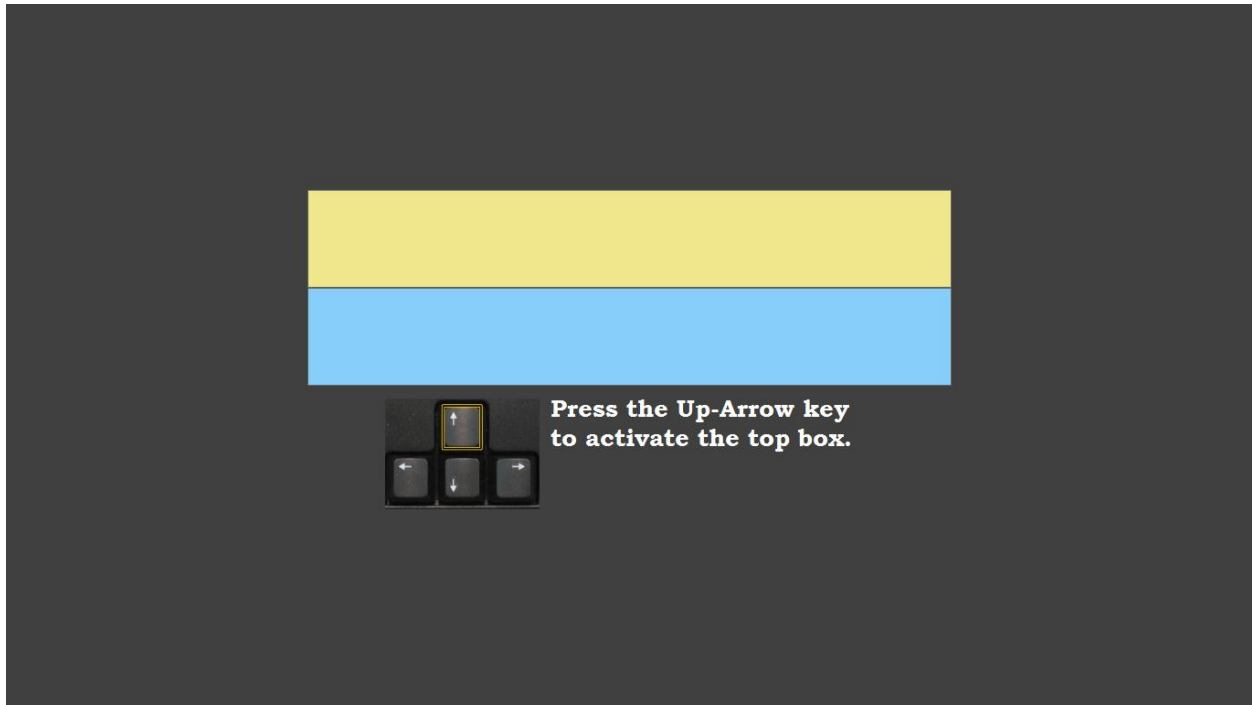 Press the Up-Arrow key
to activate the top box.